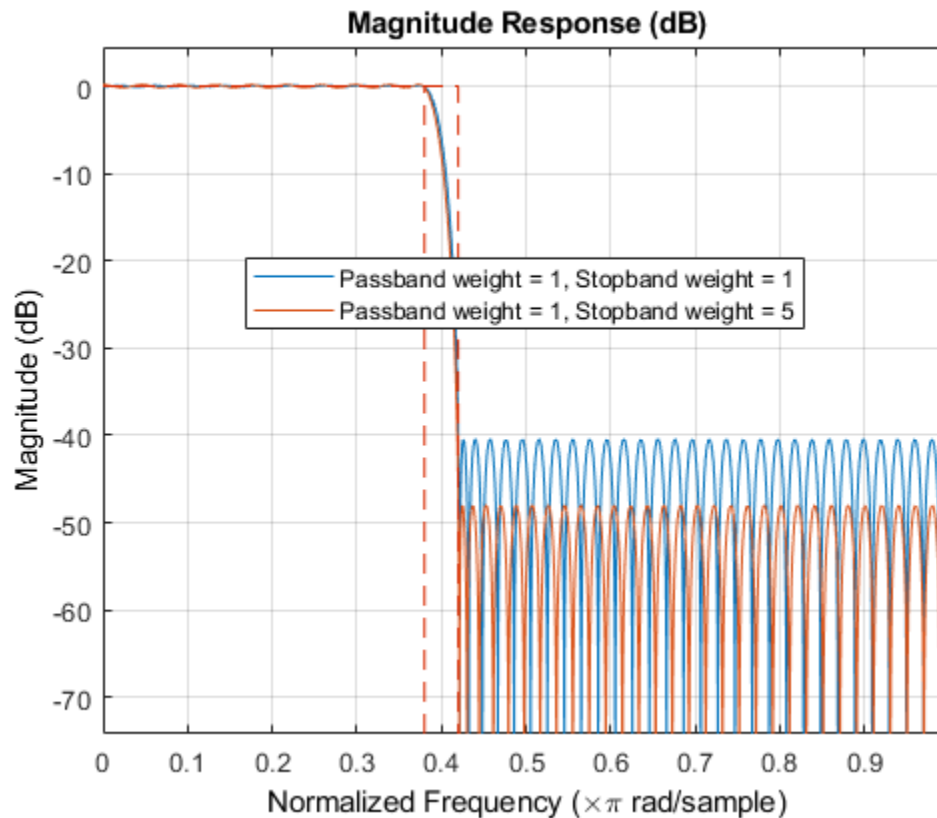 Magnitude Response (dB)
Magnitude (dB)
0
-10
-20
-30
-40
-50
-60
-70
Passband weight = 1, Stopband weight = 1
Passband weight = 1, Stopband weight = 5
0 0.1 0.2 0.3 0.4 0.5 0.6 0.7 0.8 0.9
Normalized Frequency (×π rad/sample)